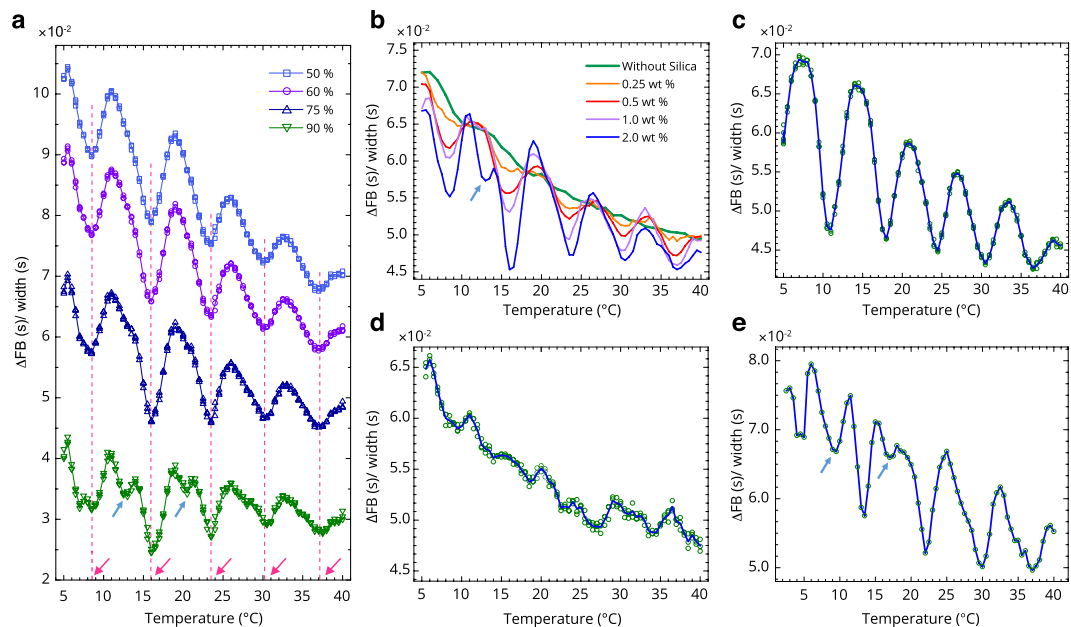 a
×10⁻²
50 %
60 %
75 %
90 %
10
9
8
7
6
5
4
3
2
ΔFB (s)/ width (s)
5 10 15 20 25 30 35 40
Temperature (°C)
b
×10⁻²
7.5
7.0
6.5
6.0
5.5
5.0
4.5
ΔFB (s)/ width (s)
Without Silica
0.25 wt %
0.5 wt %
1.0 wt %
2.0 wt %
5 10 15 20 25 30 35 40
Temperature (°C)
c
×10⁻²
7.0
6.0
5.0
4.5
ΔFB (s)/ width (s)
5 10 15 20 25 30 35 40
Temperature (°C)
d
×10⁻²
6.5
6.0
5.5
5.0
4.5
ΔFB (s)/ width (s)
5 10 15 20 25 30 35 40
Temperature (°C)
e
×10⁻²
8.0
7.0
6.0
5.0
ΔFB (s)/ width (s)
5 10 15 20 25 30 35 40
Temperature (°C)